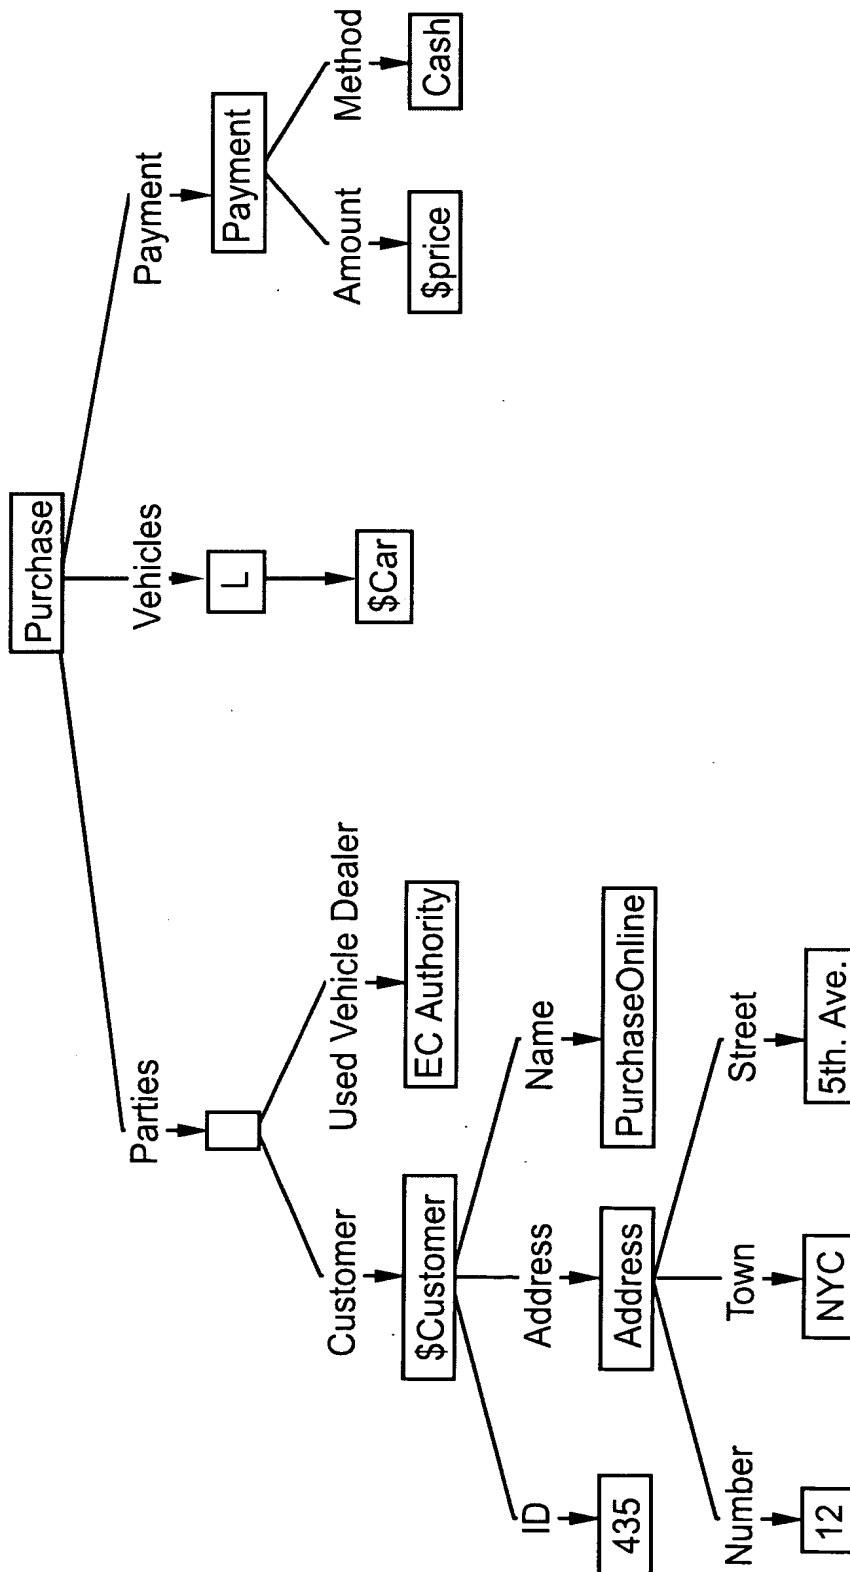 Purchase
Parties
Vehicles
Payment
L
Payment
Customer
Used Vehicle Dealer
Amount
Method
$Customer
EC Authority
$Car
$price
Cash
ID
Address
Name
435
Address
PurchaseOnline
Number
Town
Street
12
NYC
5th. Ave.